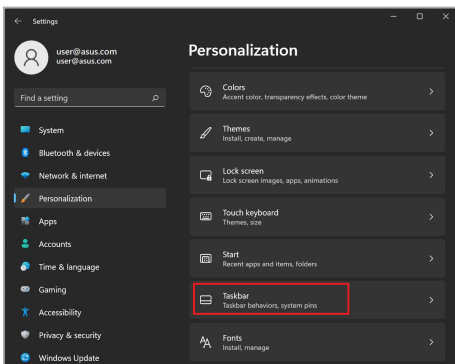 Settings
user@asus.com
user@asus.com
Find a setting
System
Bluetooth & devices
Network & internet
Personalization
Apps
Accounts
Time & language
Gaming
Accessibility
Privacy & security
Windows Update
Personalization
Colors
Accent color, transparency effects, color theme
Themes
Install, create, manage
Lock screen
Lock screen images, apps, animations
Touch keyboard
Themes, size
Start
Recent apps and items, folders
Taskbar
Taskbar behaviors, system pins
Fonts
Install, manage